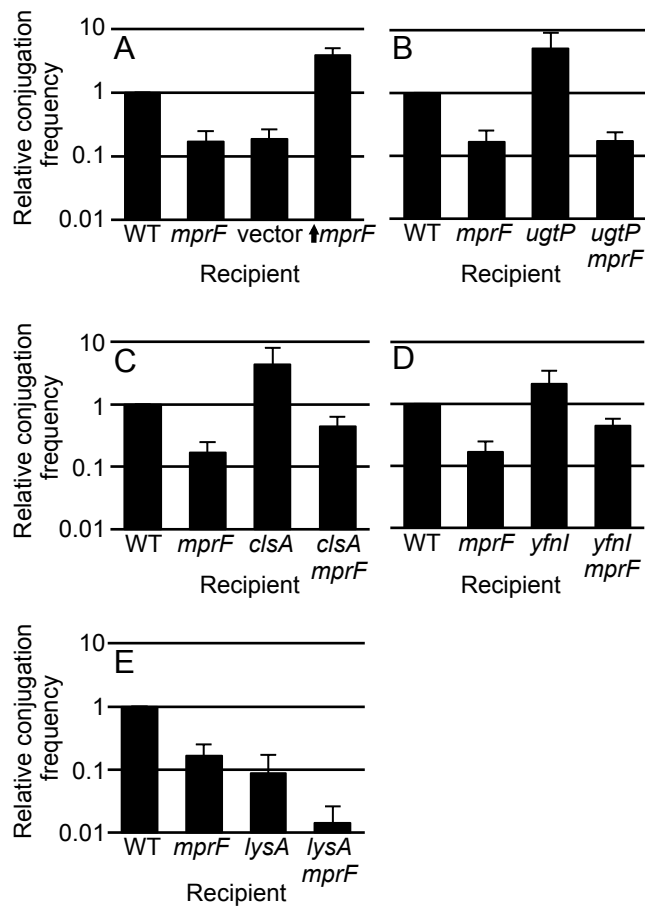 A
Relative conjugation
frequency
10
1
0.1
0.01
WT mprF vector ⬆mprF
Recipient
B
WT mprF ugtP ugtP
mprF
Recipient
C
Relative conjugation
frequency
10
1
0.1
0.01
WT mprF clsA clsA
mprF
Recipient
D
WT mprF yfnI yfnI
mprF
Recipient
E
Relative conjugation
frequency
10
1
0.1
0.01
WT mprF lysA lysA
mprF
Recipient